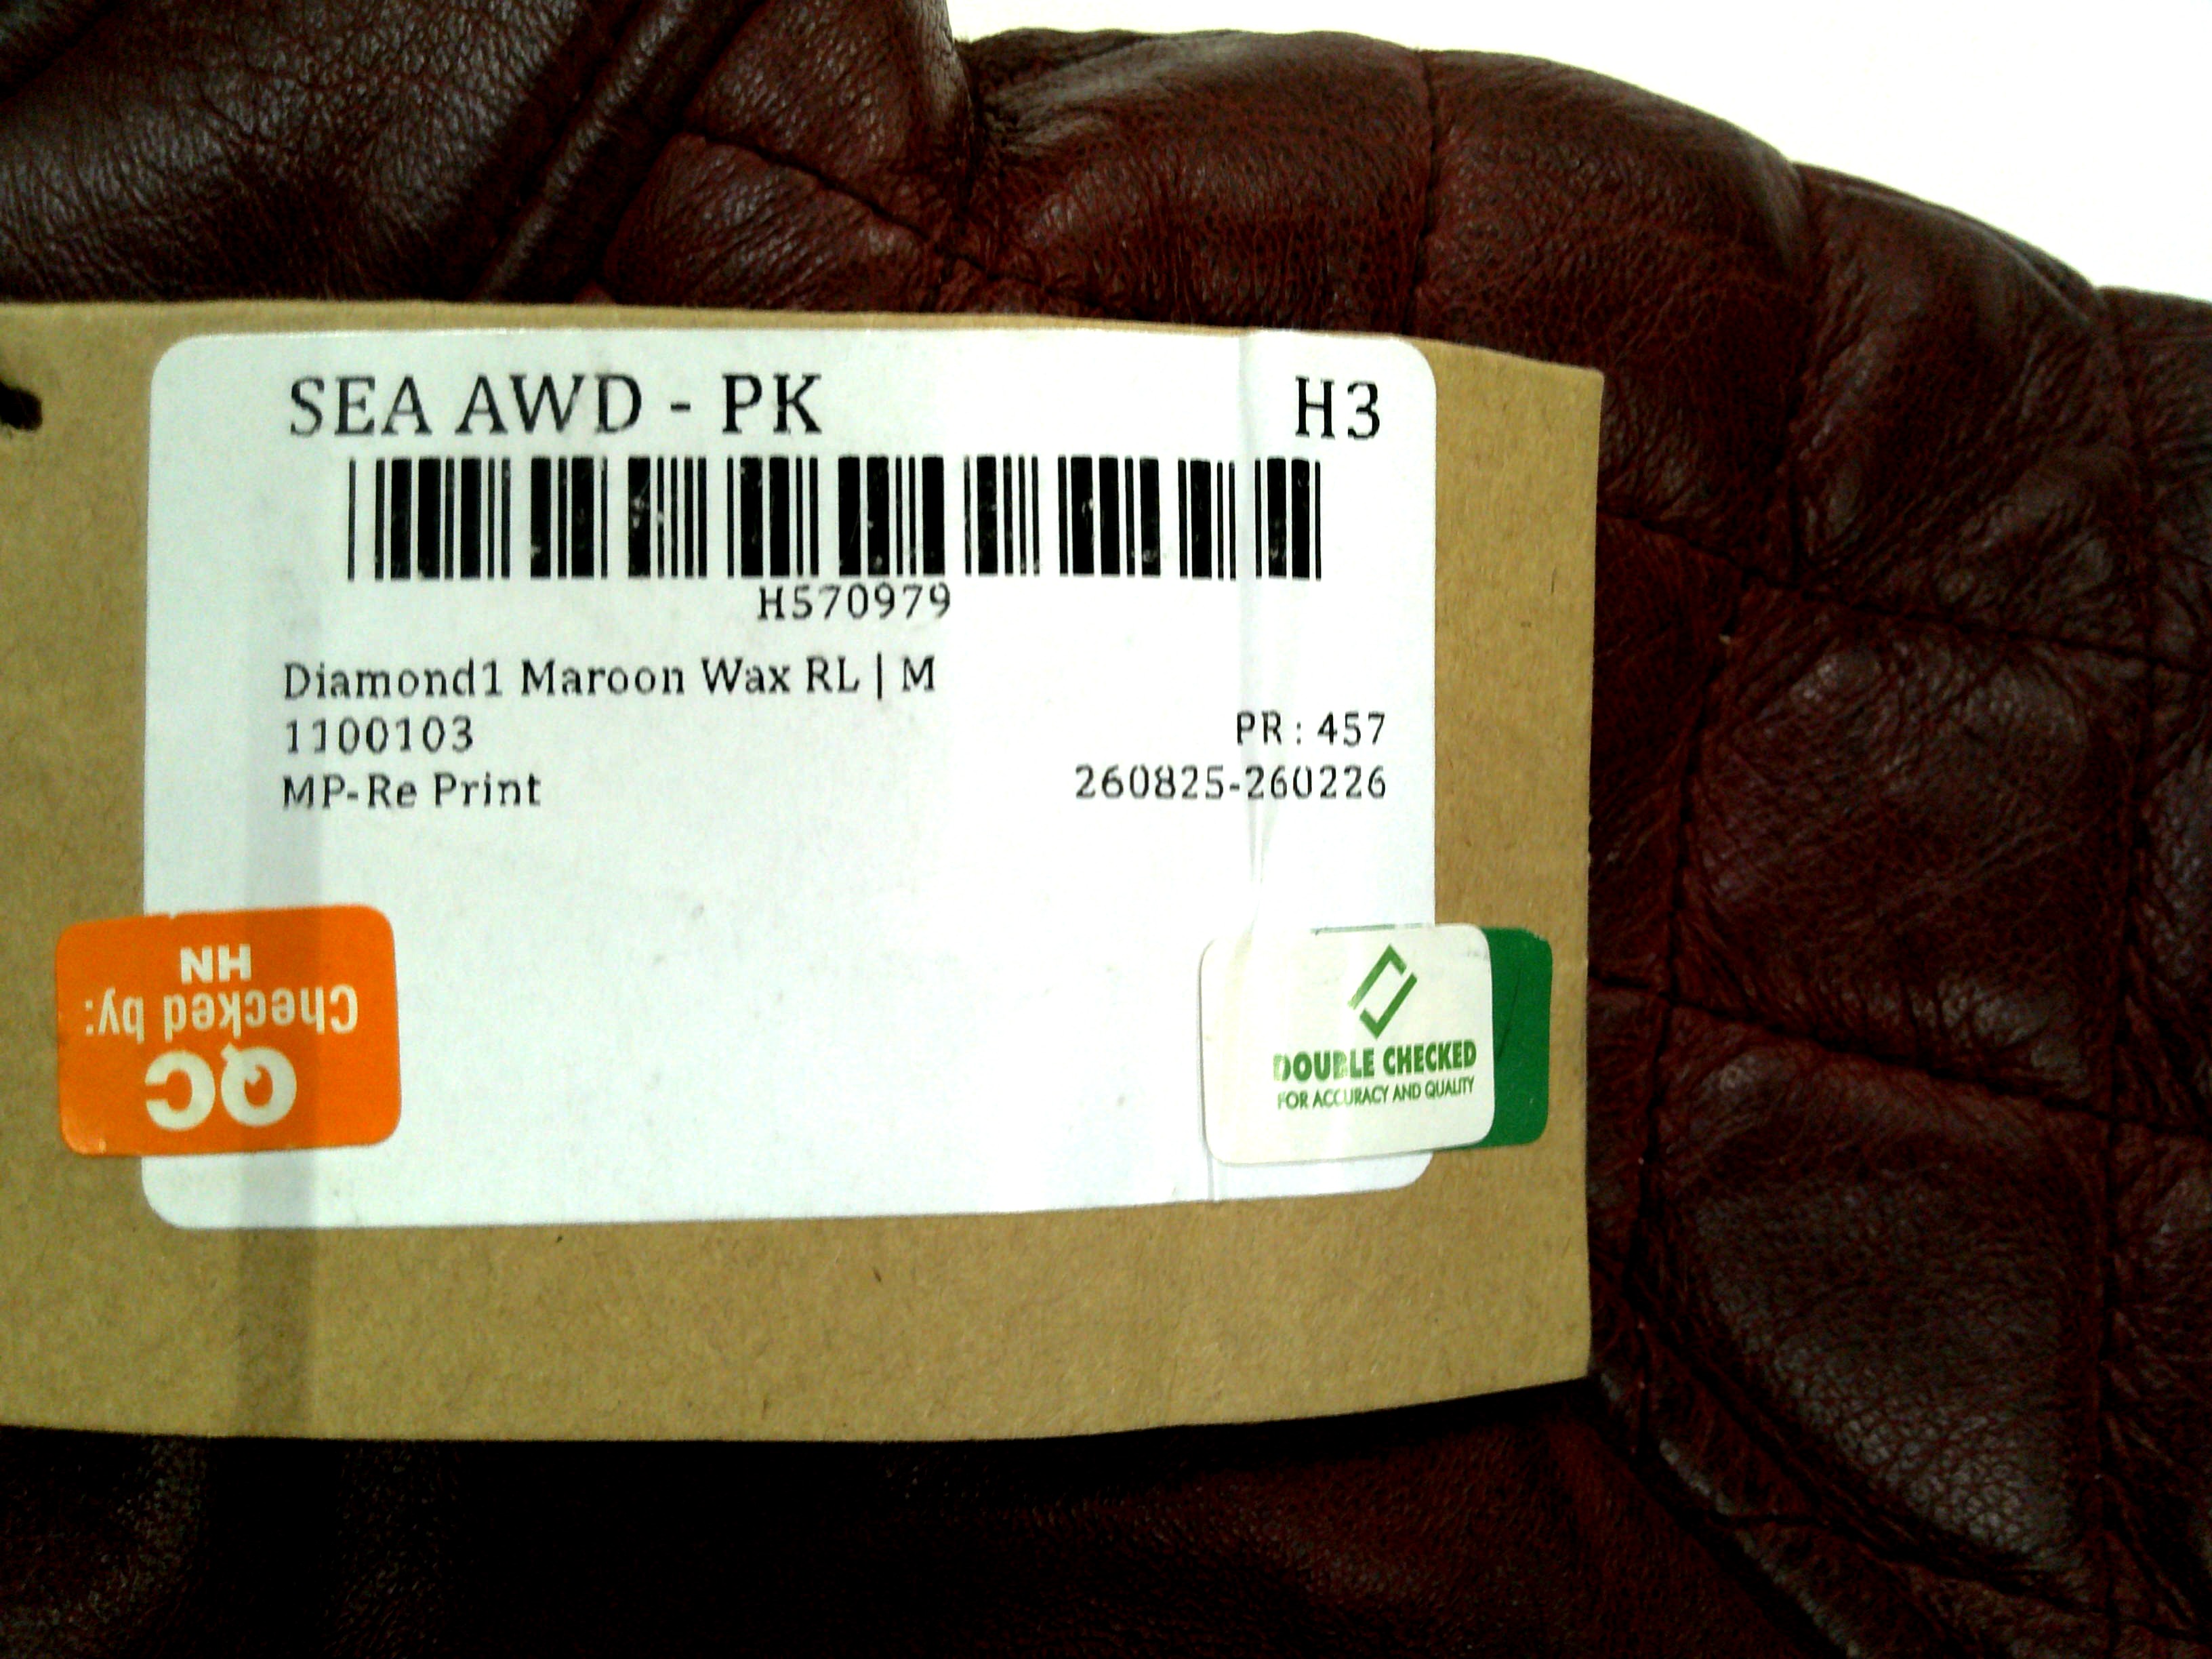 SEA AWD - PK H3
H570979
Diamond1 Maroon Wax RL | M
1100103 PR : 457
MP-Re Print 260825-260226
QC
Checked by:
HN
DOUBLE CHECKED
FOR ACCURACY AND QUALITY